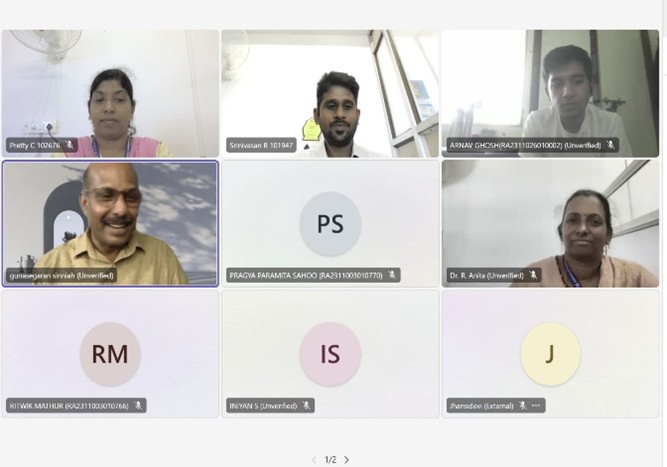 Pretty C 102676
Srinivasan R 101947
ARNAV GHOSH(RA2311026010002) (Unverified)
gunasegaran sinniah (Unverified)
PS
PRAGYA PARAMITA SAHOO (RA2311003010770)
Dr. R. Anita (Unverified)
RM
RITWIK MATHUR (RA2311003010766)
IS
INIYAN S (Unverified)
J
Jhansidevi (External)
1/2